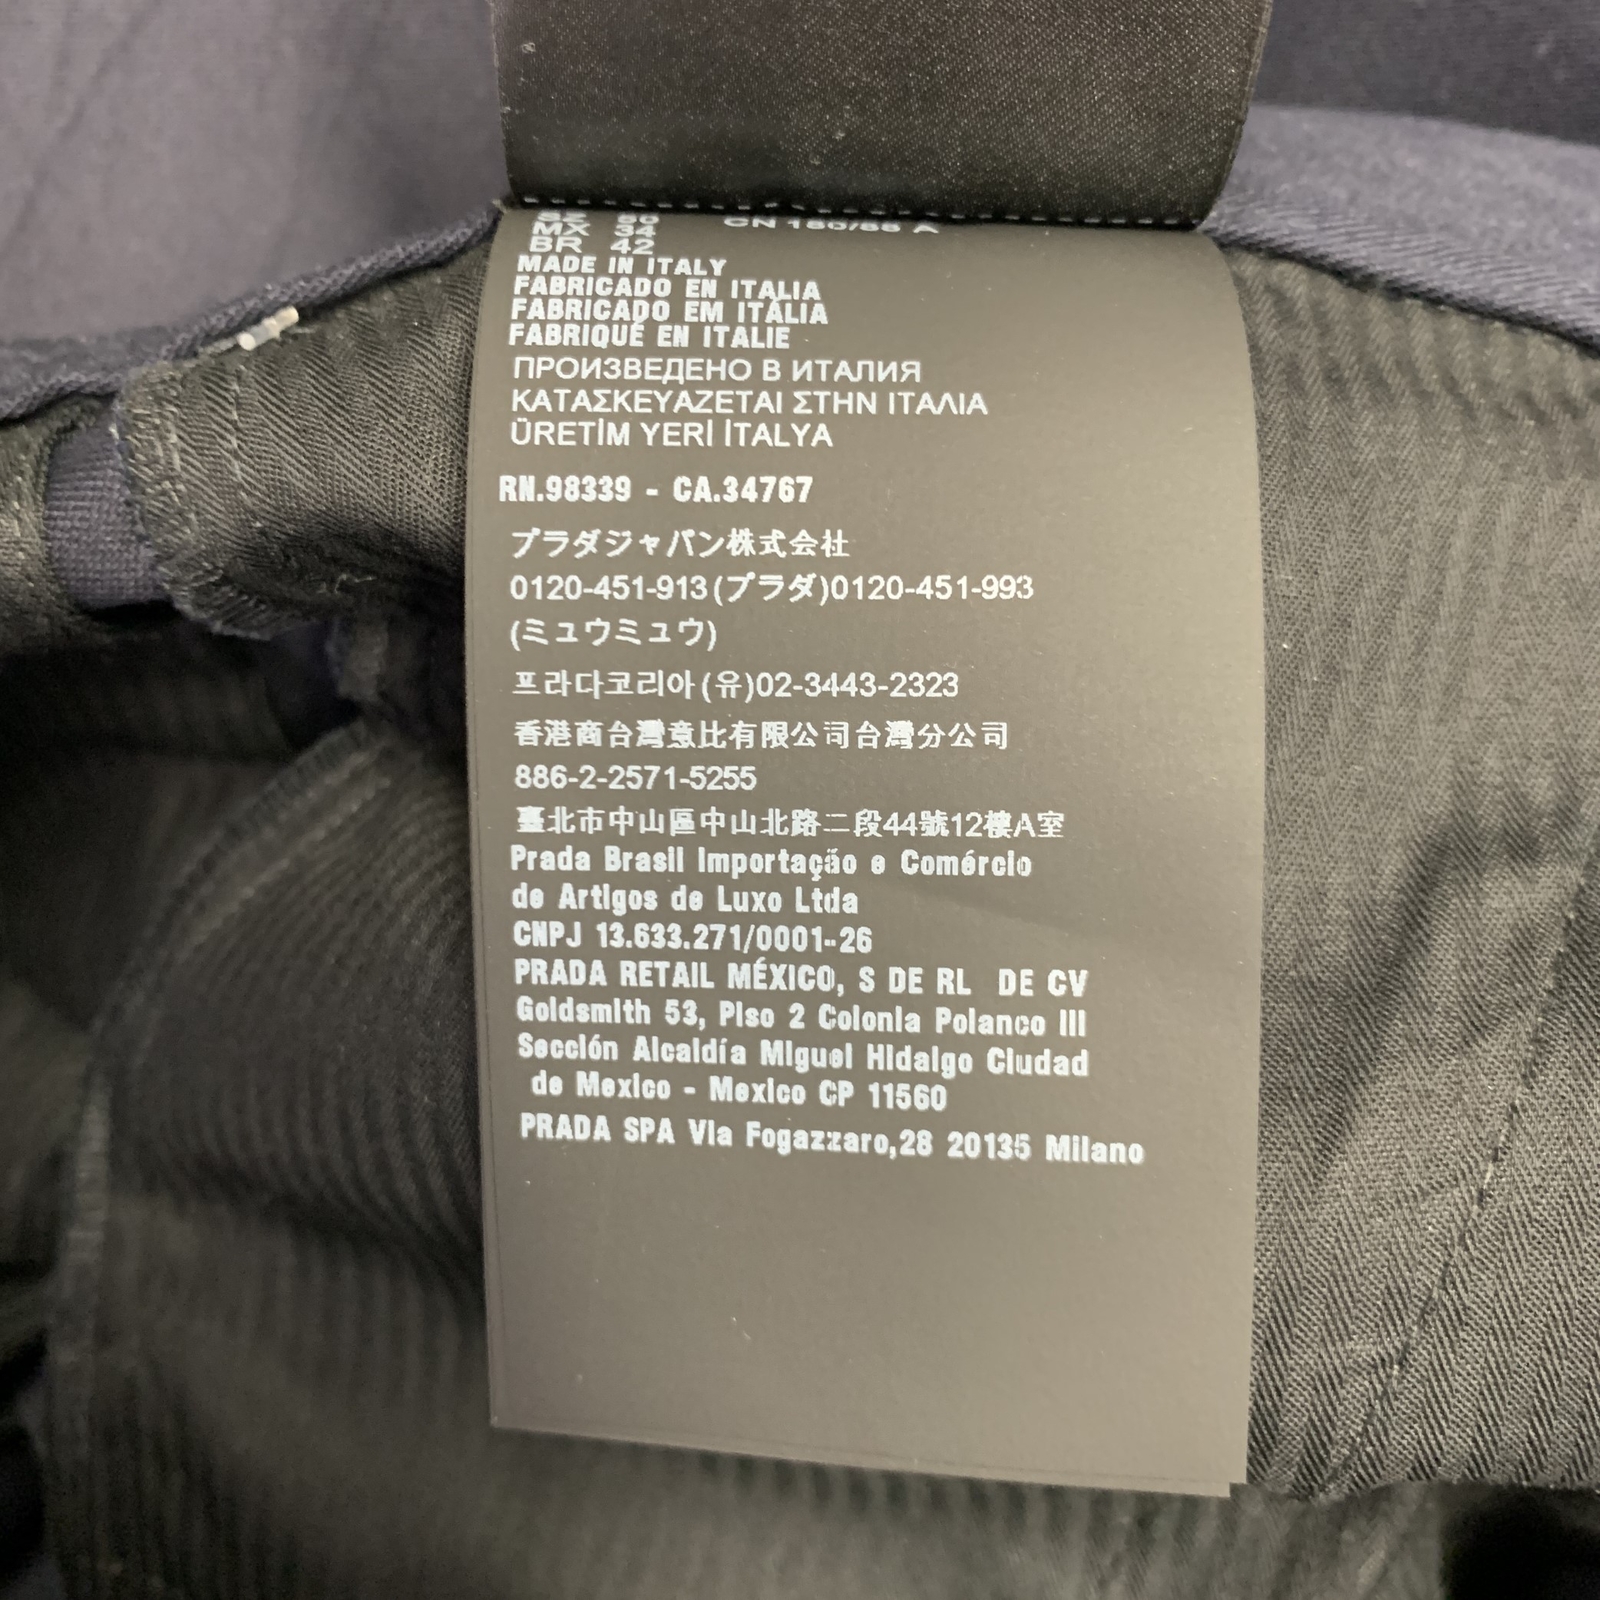 MX 34
BR 42
MADE IN ITALY
FABRICADO EN ITALIA
FABRICADO EM ITÁLIA
FABRIQUÉ EN ITALIE
ПРОИЗВЕДЕНО В ИТАЛИЯ
ΚΑΤΑΣΚΕΥΑΖΕΤΑΙ ΣΤΗΝ ΙΤΑΛΙΑ
ÜRETİM YERİ İTALYA
RN.98339 - CA.34767
プラダジャパン株式会社
0120-451-913(プラダ)0120-451-993
(ミュウミュウ)
프라다코리아(유)02-3443-2323
香港商台灣意比有限公司台灣分公司
886-2-2571-5255
臺北市中山區中山北路二段44號12樓A室
Prada Brasil Importação e Comércio
de Artigos de Luxo Ltda
CNPJ 13.633.271/0001-26
PRADA RETAIL MÉXICO, S DE RL DE CV
Goldsmith 53, Piso 2 Colonia Polanco III
Sección Alcaldía Miguel Hidalgo Ciudad
de Mexico - Mexico CP 11560
PRADA SPA Via Fogazzaro,28 20135 Milano